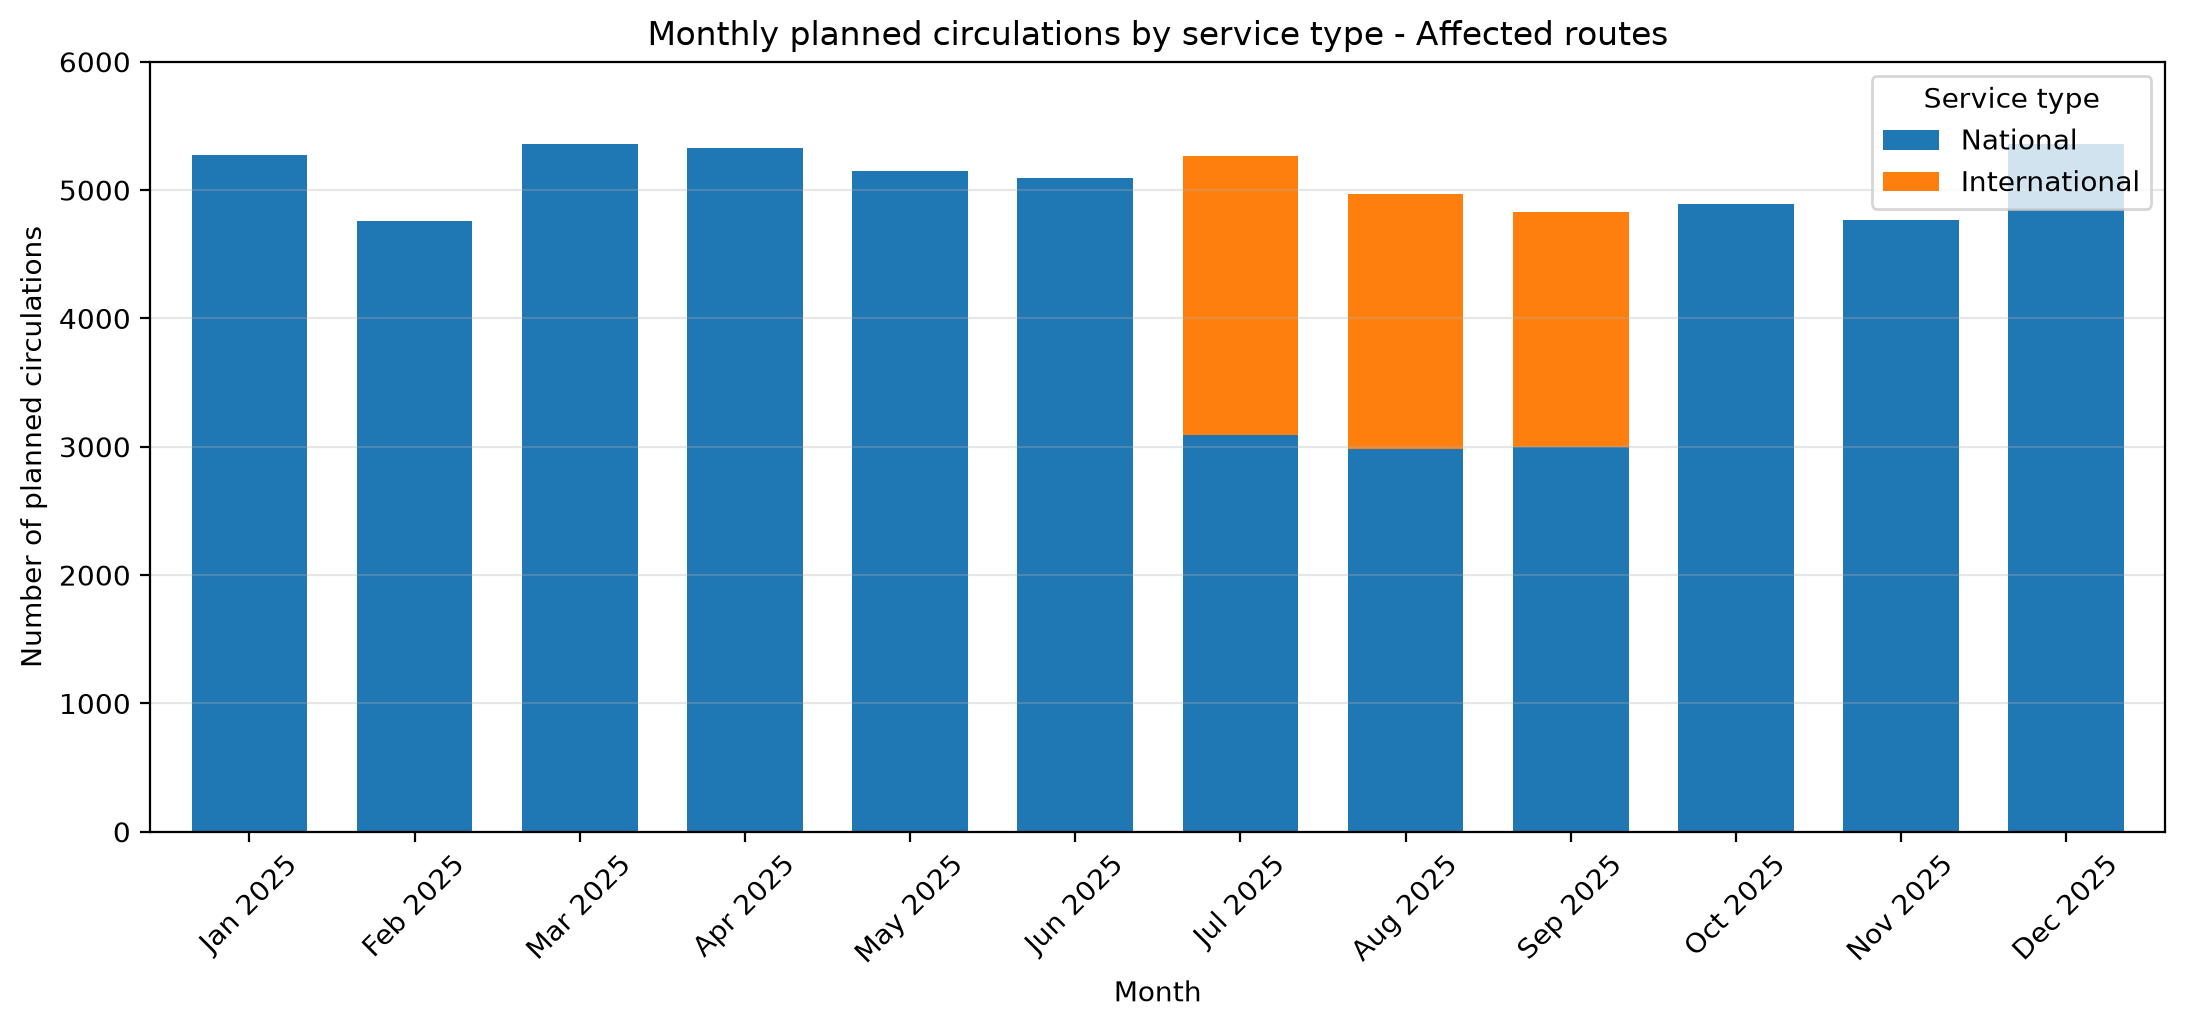 Monthly planned circulations by service type - Affected routes
Number of planned circulations
6000
5000
4000
3000
2000
1000
0
Service type
National
International
Jan 2025
Feb 2025
Mar 2025
Apr 2025
May 2025
Jun 2025
Jul 2025
Aug 2025
Sep 2025
Oct 2025
Nov 2025
Dec 2025
Month